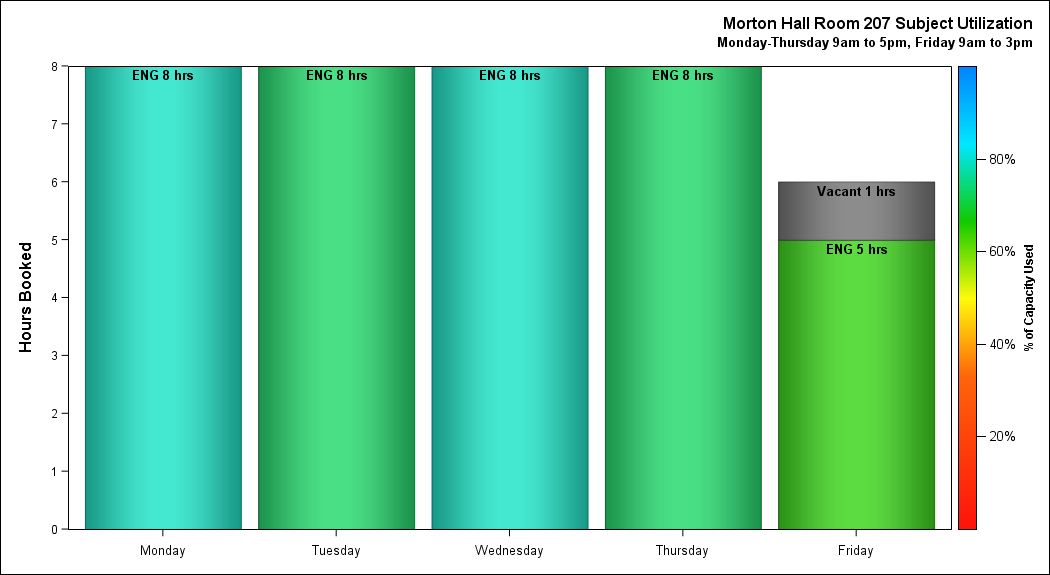 Morton Hall Room 207 Subject Utilization
Monday-Thursday 9am to 5pm, Friday 9am to 3pm
Hours Booked
8
7
6
5
4
3
2
1
0
ENG 8 hrs
ENG 8 hrs
ENG 8 hrs
ENG 8 hrs
Vacant 1 hrs
ENG 5 hrs
Monday
Tuesday
Wednesday
Thursday
Friday
80%
60%
40%
20%
% of Capacity Used